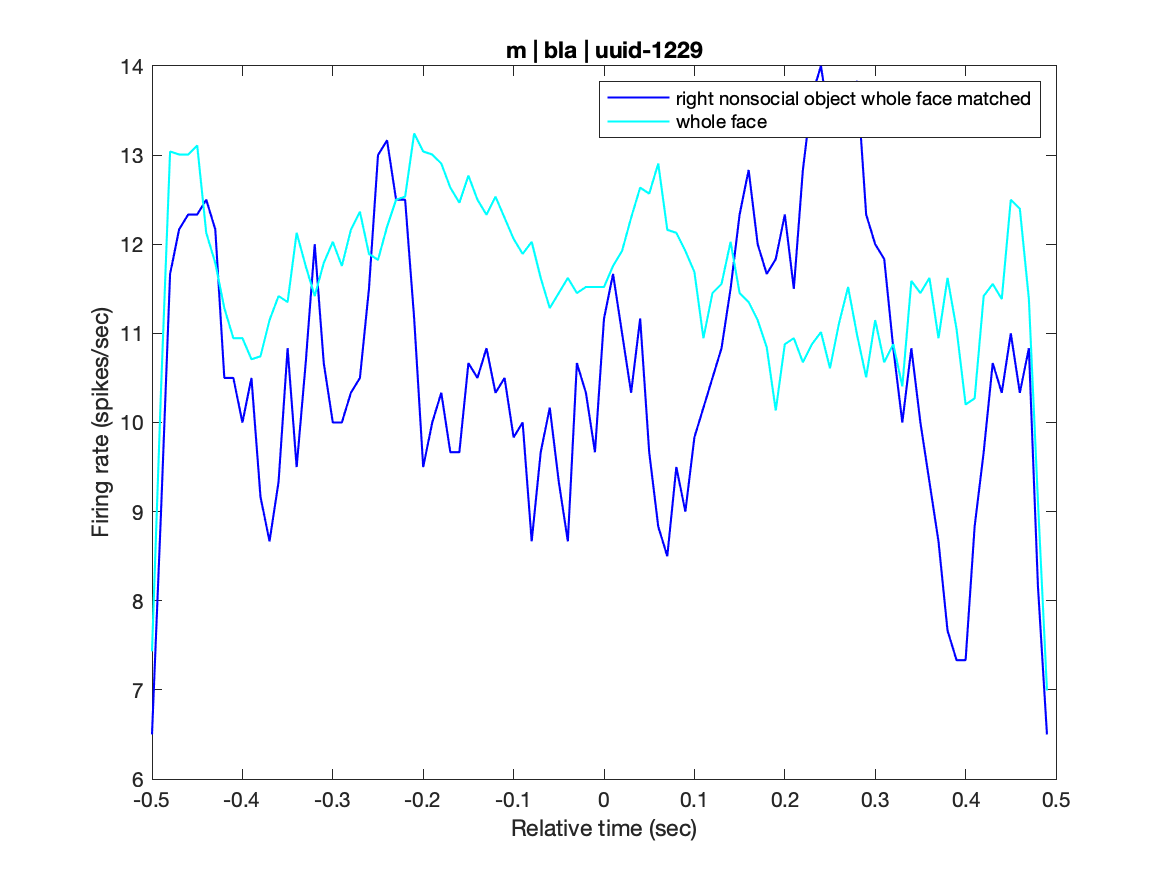 m | bla | uuid-1229
right nonsocial object whole face matched
whole face
14
13
12
11
10
9
8
7
6
Firing rate (spikes/sec)
-0.5 -0.4 -0.3 -0.2 -0.1 0 0.1 0.2 0.3 0.4 0.5
Relative time (sec)